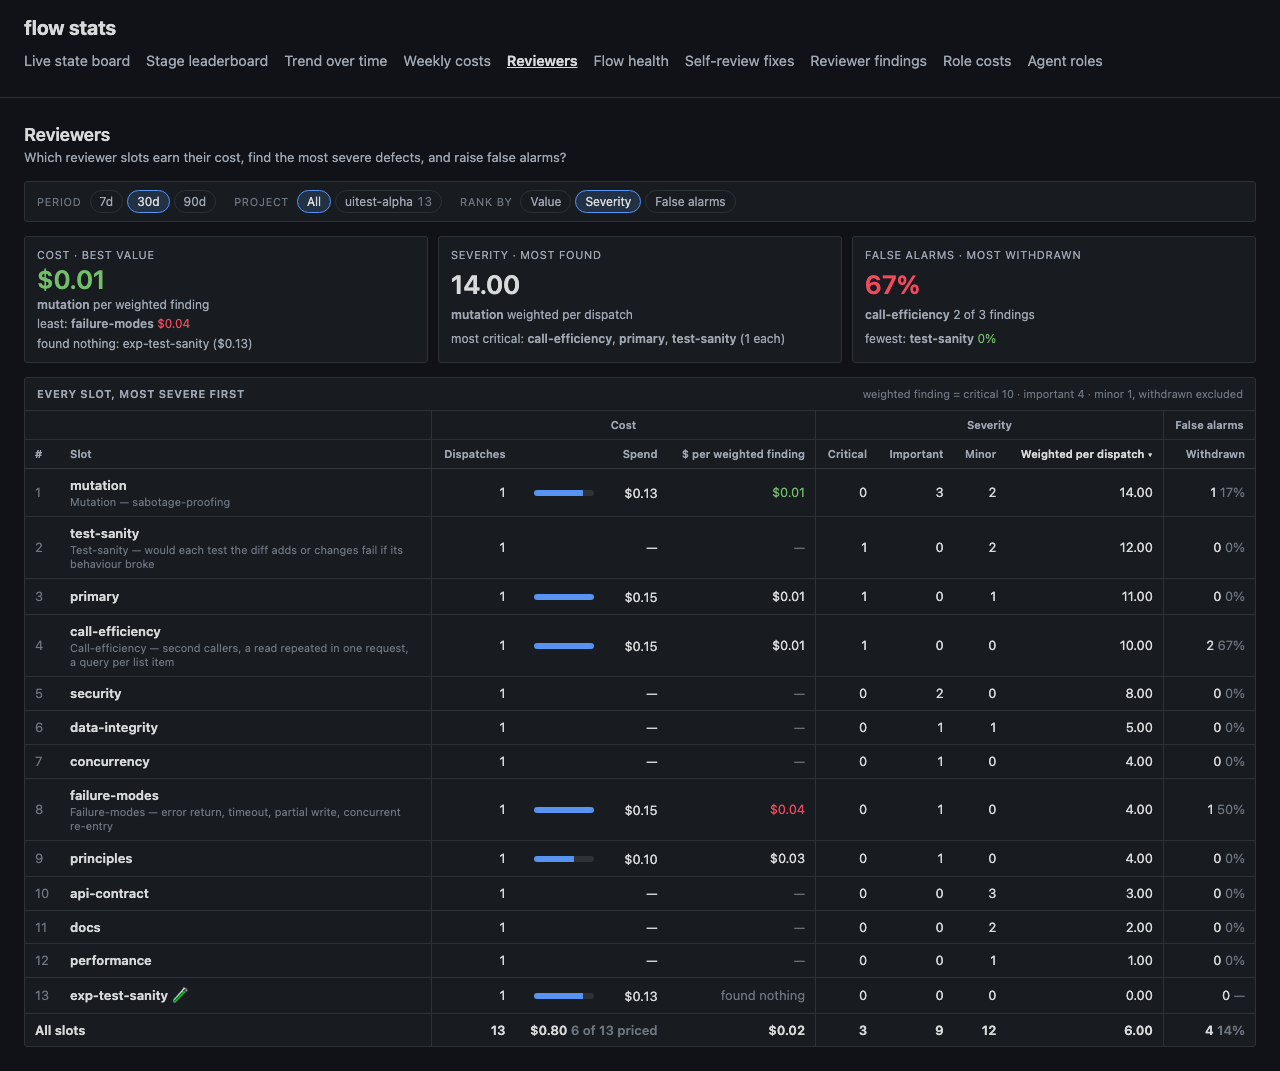 flow stats
Live state board Stage leaderboard Trend over time Weekly costs Reviewers Flow health Self-review fixes Reviewer findings Role costs Agent roles
Reviewers
Which reviewer slots earn their cost, find the most severe defects, and raise false alarms?
PERIOD 7d 30d 90d PROJECT All uitest-alpha 13 RANK BY Value Severity False alarms
COST · BEST VALUE
$0.01
mutation per weighted finding
least: failure-modes $0.04
found nothing: exp-test-sanity ($0.13)
SEVERITY · MOST FOUND
14.00
mutation weighted per dispatch
most critical: call-efficiency, primary, test-sanity (1 each)
FALSE ALARMS · MOST WITHDRAWN
67%
call-efficiency 2 of 3 findings
fewest: test-sanity 0%
EVERY SLOT, MOST SEVERE FIRST weighted finding = critical 10 · important 4 · minor 1, withdrawn excluded
Cost Severity False alarms
# Slot Dispatches Spend $ per weighted finding Critical Important Minor Weighted per dispatch ▾ Withdrawn
1 mutation 1 $0.13 $0.01 0 3 2 14.00 1 17%
Mutation — sabotage-proofing
2 test-sanity 1 — — 1 0 2 12.00 0 0%
Test-sanity — would each test the diff adds or changes fail if its
behaviour broke
3 primary 1 $0.15 $0.01 1 0 1 11.00 0 0%
4 call-efficiency 1 $0.15 $0.01 1 0 0 10.00 2 67%
Call-efficiency — second callers, a read repeated in one request,
a query per list item
5 security 1 — — 0 2 0 8.00 0 0%
6 data-integrity 1 — — 0 1 1 5.00 0 0%
7 concurrency 1 — — 0 1 0 4.00 0 0%
8 failure-modes 1 $0.15 $0.04 0 1 0 4.00 1 50%
Failure-modes — error return, timeout, partial write, concurrent
re-entry
9 principles 1 $0.10 $0.03 0 1 0 4.00 0 0%
10 api-contract 1 — — 0 0 3 3.00 0 0%
11 docs 1 — — 0 0 2 2.00 0 0%
12 performance 1 — — 0 0 1 1.00 0 0%
13 exp-test-sanity 🧪 1 $0.13 found nothing 0 0 0 0.00 0 —
All slots 13 $0.80 6 of 13 priced $0.02 3 9 12 6.00 4 14%